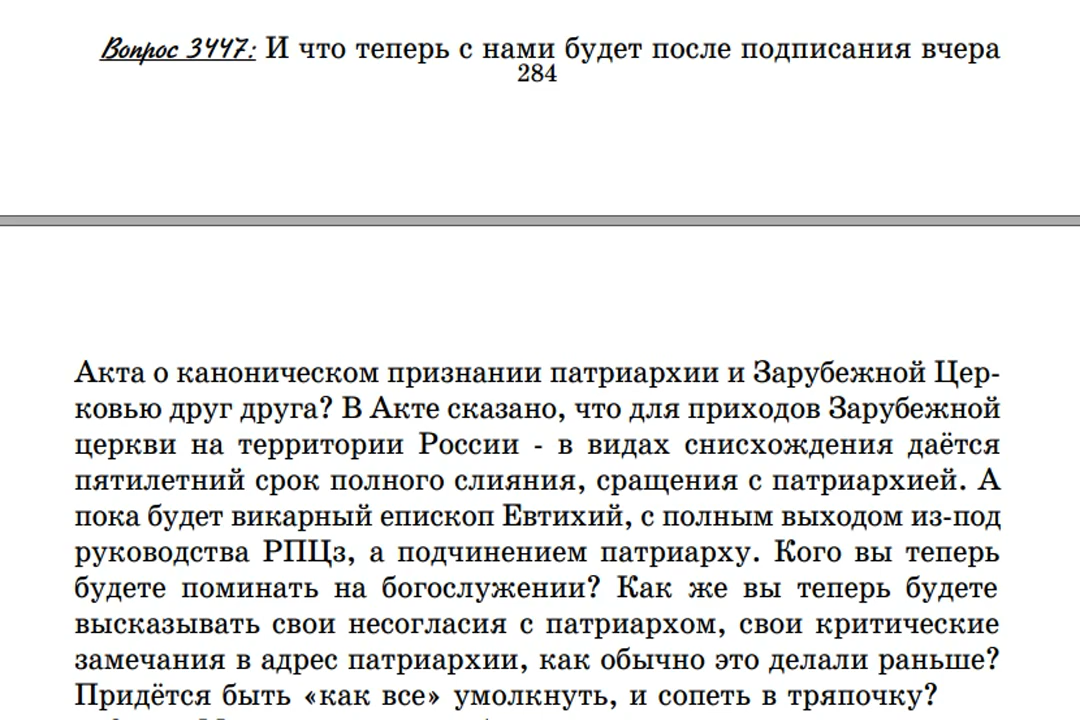 Вопрос 3447: И что теперь с нами будет после подписания вчера
284
Акта о каноническом признании патриархии и Зарубежной Цер-
ковью друг друга? В Акте сказано, что для приходов Зарубежной
церкви на территории России - в видах снисхождения даётся
пятилетний срок полного слияния, сращения с патриархией. А
пока будет викарный епископ Евтихий, с полным выходом из-под
руководства РПЦз, а подчинением патриарху. Кого вы теперь
будете поминать на богослужении? Как же вы теперь будете
высказывать свои несогласия с патриархом, свои критические
замечания в адрес патриархии, как обычно это делали раньше?
Придётся быть «как все» умолкнуть, и сопеть в тряпочку?